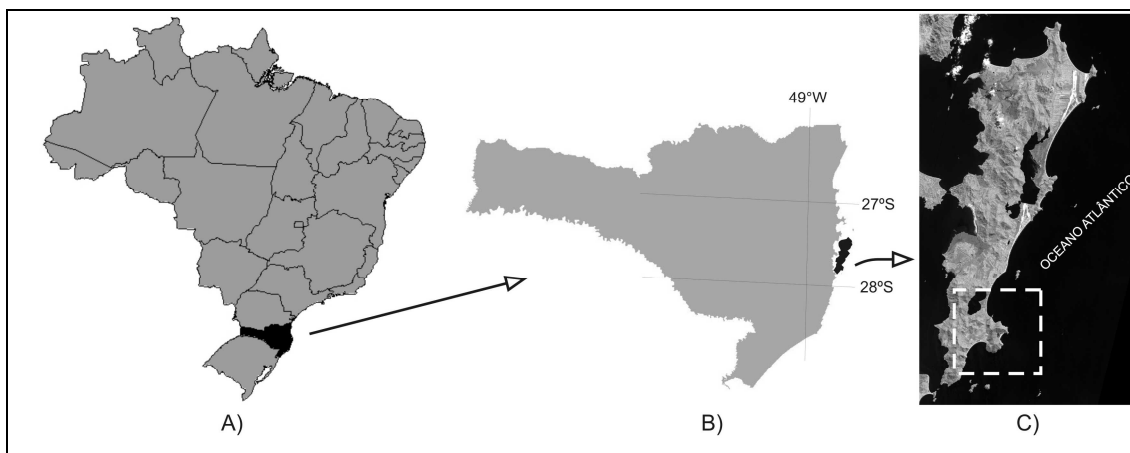 49°W
27ºS
28ºS
OCEANO ATLÂNTICO
A)
B)
C)